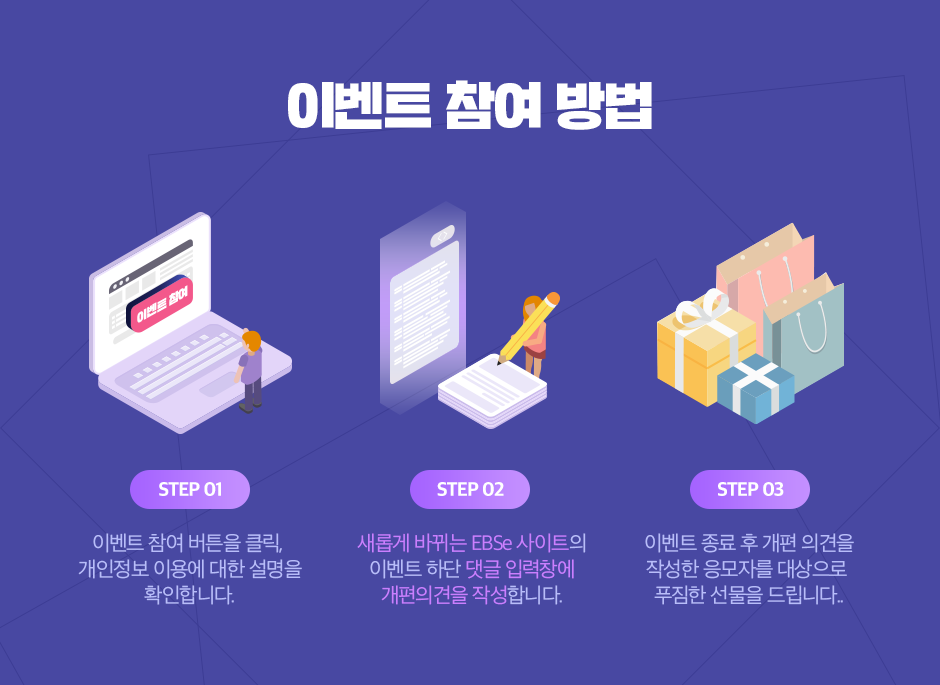 이벤트 참여 방법
이벤트 참여
STEP 01
이벤트 참여 버튼을 클릭,
개인정보 이용에 대한 설명을
확인합니다.
STEP 02
새롭게 바뀌는 EBSe 사이트의
이벤트 하단 댓글 입력창에
개편의견을 작성합니다.
STEP 03
이벤트 종료 후 개편 의견을
작성한 응모자를 대상으로
푸짐한 선물을 드립니다..